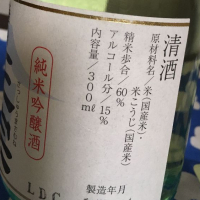 清酒
原材料名/米(国産米)・
米こうじ(国産米)
精米歩合/60%
アルコール分/15%
内容量/300ml
純米吟醸酒
製造年月